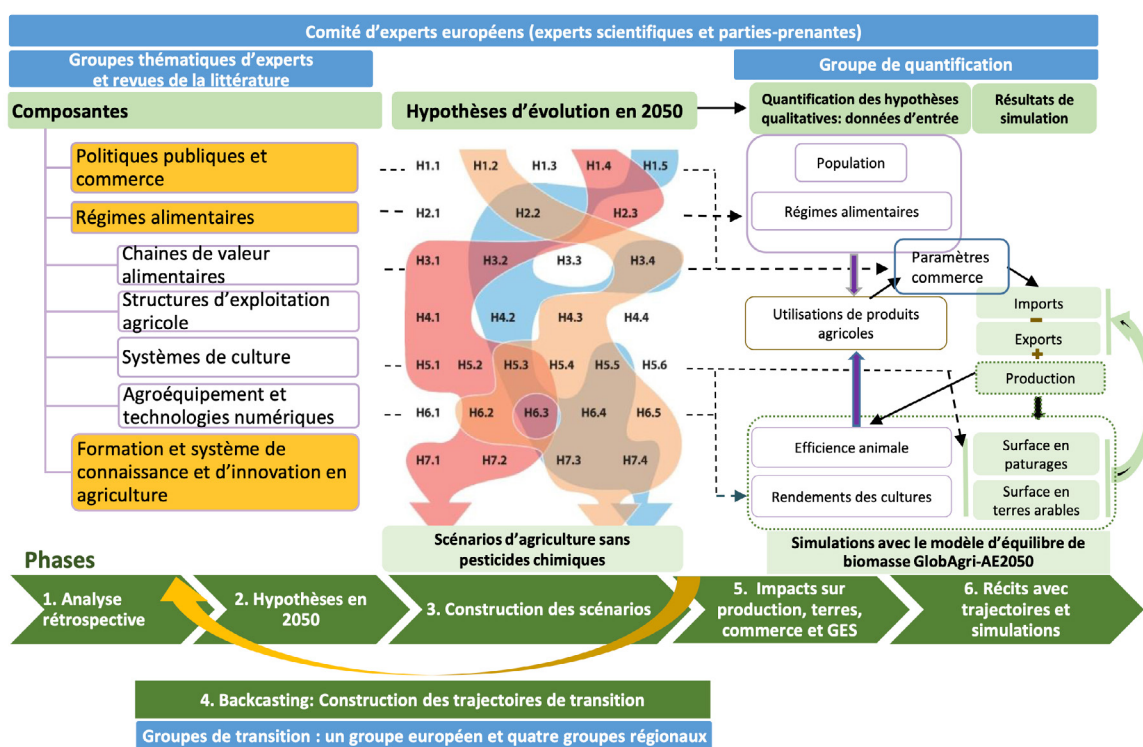 Comité d’experts européens (experts scientifiques et parties-prenantes)
Groupes thématiques d’experts
et revues de la littérature
Groupe de quantification
Composantes
Hypothèses d’évolution en 2050
Quantification des hypothèses
qualitatives: données d’entrée
Résultats de
simulation
Politiques publiques et
commerce
Régimes alimentaires
Chaines de valeur
alimentaires
Structures d’exploitation
agricole
Systèmes de culture
Agroéquipement et
technologies numériques
Formation et système de
connaissance et d’innovation en
agriculture
H1.1 H1.2 H1.3 H1.4 H1.5
H2.1 H2.2 H2.3
H3.1 H3.2 H3.3 H3.4
H4.1 H4.2 H4.3 H4.4
H5.1 H5.2 H5.3 H5.4 H5.5 H5.6
H6.1 H6.2 H6.3 H6.4 H6.5
H7.1 H7.2 H7.3 H7.4
Scénarios d’agriculture sans
pesticides chimiques
Population
Régimes alimentaires
Paramètres
commerce
Utilisations de produits
agricoles
Imports
Exports
Production
Efficience animale
Rendements des cultures
Surface en
paturages
Surface en
terres arables
Simulations avec le modèle d’équilibre de
biomasse GlobAgri-AE2050
Phases
1. Analyse
rétrospective
2. Hypothèses en
2050
3. Construction des scénarios
5. Impacts sur
production, terres,
commerce et GES
6. Récits avec
trajectoires et
simulations
4. Backcasting: Construction des trajectoires de transition
Groupes de transition : un groupe européen et quatre groupes régionaux